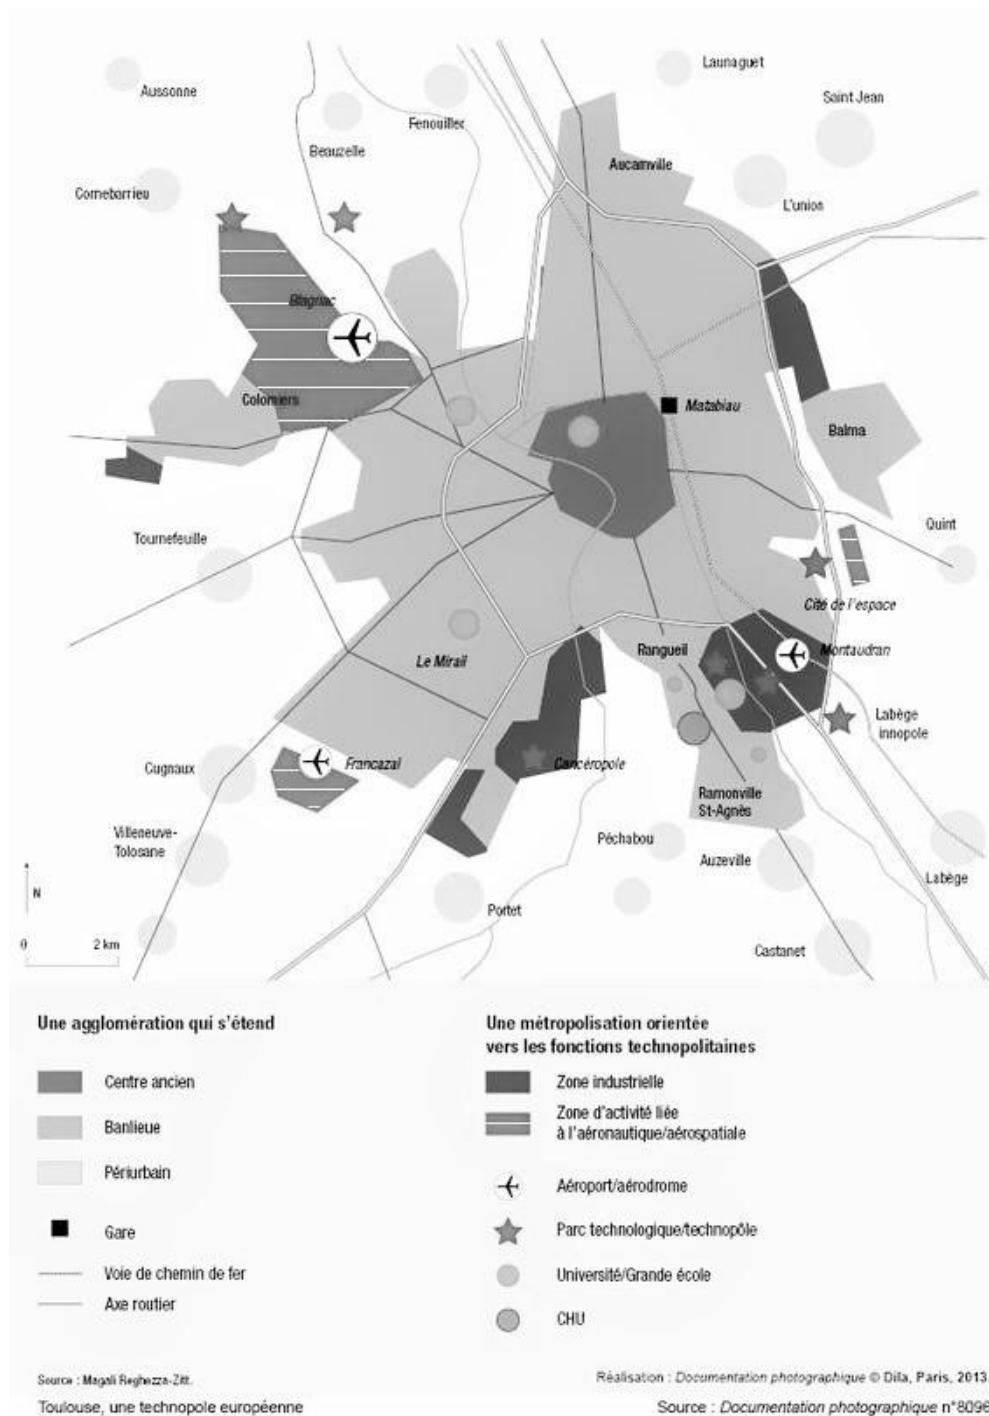 Launaguet
Aussonne
Saint Jean
Fenouiller
Beauzelle
Aucamville
Cornebarrieu
L'union
Blagnac
Colomiers
Matabiau
Balma
Quint
Tournefeuille
Cité de l'espace
Rangueil
Montaudran
Le Mirail
Labège
innopole
Cugnaux
Francazal
Cancéropole
Ramonville
St-Agnès
Villeneuve-
Tolosane
Péchabou
Auzeville
Labège
N
Portet
0 2 km
Castanet
Une agglomération qui s'étend
Centre ancien
Banlieue
Périurbain
Gare
Voie de chemin de fer
Axe routier
Une métropolisation orientée
vers les fonctions technopolitaines
Zone industrielle
Zone d'activité liée
à l'aéronautique/aérospatiale
Aéroport/aérodrome
Parc technologique/technopôle
Université/Grande école
CHU
Source : Magali Reghezza-Zitt.
Réalisation : Documentation photographique © Dila, Paris, 2013.
Toulouse, une technopole européenne
Source : Documentation photographique n°8096